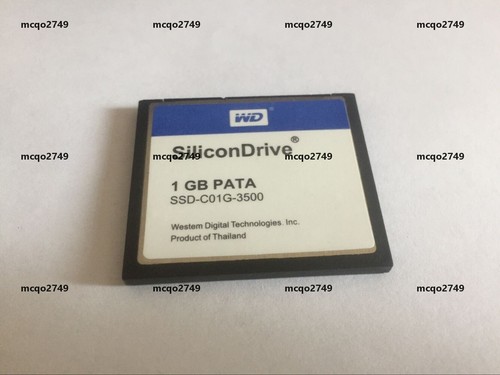 mcqo2749 mcqo2749 mcqo2749 mcqo2749
WD
mcqo2749 mcqo2749 mcqo2749 mcqo2749
SiliconDrive®
1 GB PATA
SSD-C01G-3500
Western Digital Technologies. Inc.
Product of Thailand
mcqo2749 mcqo2749 mcqo2749 mcqo2749